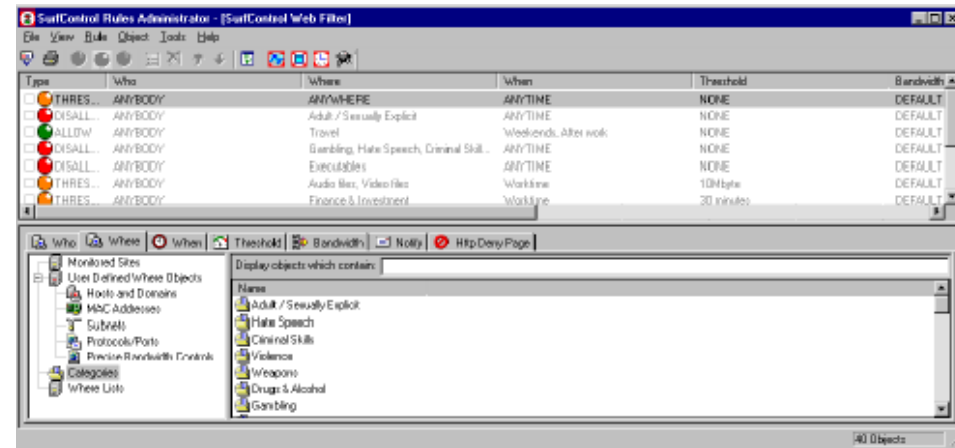 SurfControl Rules Administrator - [SurfControl Web Filter]
File View Rule Object Tools Help
Type Who Where When Threshold Bandwidth
THRES... ANYBODY ANYWHERE ANYTIME NONE DEFAULT
DISALL... ANYBODY Adult / Sexually Explicit ANYTIME NONE DEFAULT
ALLOW ANYBODY Travel Weekends, After work NONE DEFAULT
DISALL... ANYBODY Gambling, Hate Speech, Criminal Skill... ANYTIME NONE DEFAULT
DISALL... ANYBODY Executables ANYTIME NONE DEFAULT
THRES... ANYBODY Audio files, Video files Worktime 10Mbyte DEFAULT
THRES... ANYBODY Finance & Investment Worktime 30 minutes DEFAULT
Who Where When Threshold Bandwidth Notify Http Deny Page
Monitored Sites
User Defined Where Objects
Hosts and Domains
MAC Addresses
Subnets
Protocols/Ports
Precise Bandwidth Controls
Categories
Where Lists
Display objects which contain:
Name
Adult / Sexually Explicit
Hate Speech
Criminal Skills
Violence
Weapons
Drugs & Alcohol
Gambling
40 Objects